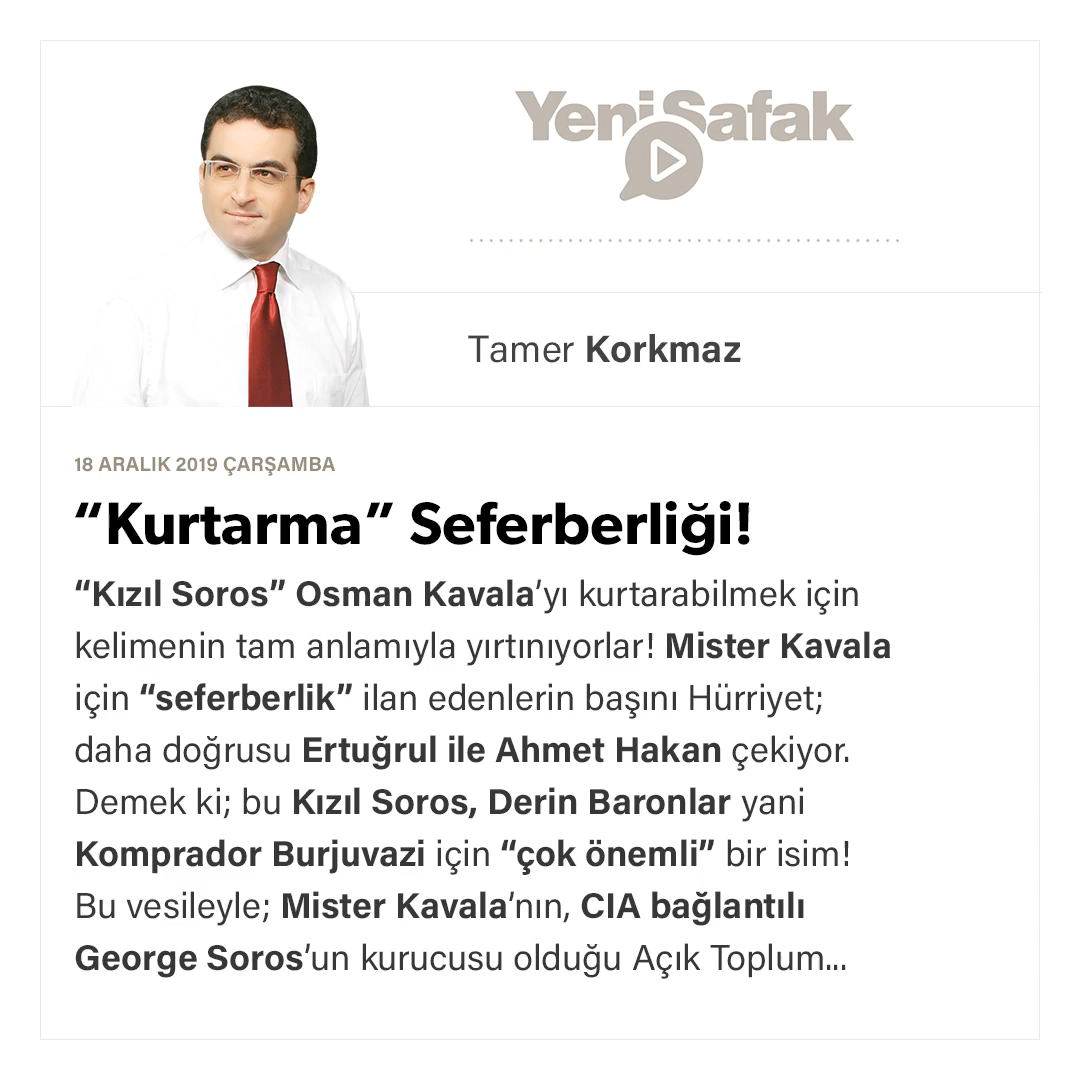 YeniSafak
Tamer Korkmaz
18 ARALIK 2019 ÇARŞAMBA
“Kurtarma” Seferberliği!
“Kızıl Soros” Osman Kavala’yı kurtarabilmek için
kelimenin tam anlamıyla yırtınıyorlar! Mister Kavala
için “seferberlik” ilan edenlerin başını Hürriyet;
daha doğrusu Ertuğrul ile Ahmet Hakan çekiyor.
Demek ki; bu Kızıl Soros, Derin Baronlar yani
Komprador Burjuvazi için “çok önemli” bir isim!
Bu vesileyle; Mister Kavala’nın, CIA bağlantılı
George Soros’un kurucusu olduğu Açık Toplum...